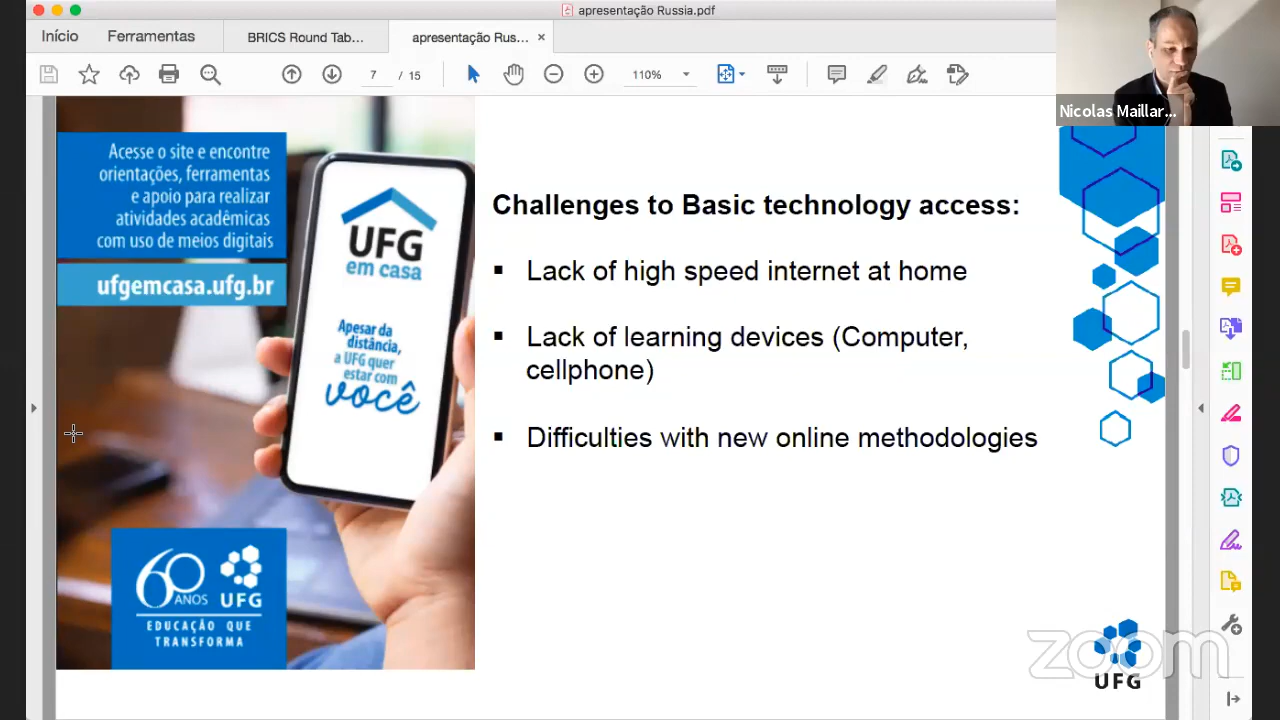 apresentação Russia.pdf
Início
Ferramentas
BRICS Round Tab...
apresentação Rus...
7 / 15
110%
Nicolas Maillar...
Acesse o site e encontre
orientações, ferramentas
e apoio para realizar
atividades acadêmicas
com uso de meios digitais
ufgemcasa.ufg.br
UFG
em casa
Apesar da
distância,
a UFG quer
estar com
você
60
ANOS
UFG
EDUCAÇÃO QUE
TRANSFORMA
Challenges to Basic technology access:
▪ Lack of high speed internet at home
▪ Lack of learning devices (Computer,
cellphone)
▪ Difficulties with new online methodologies
zoom
UFG